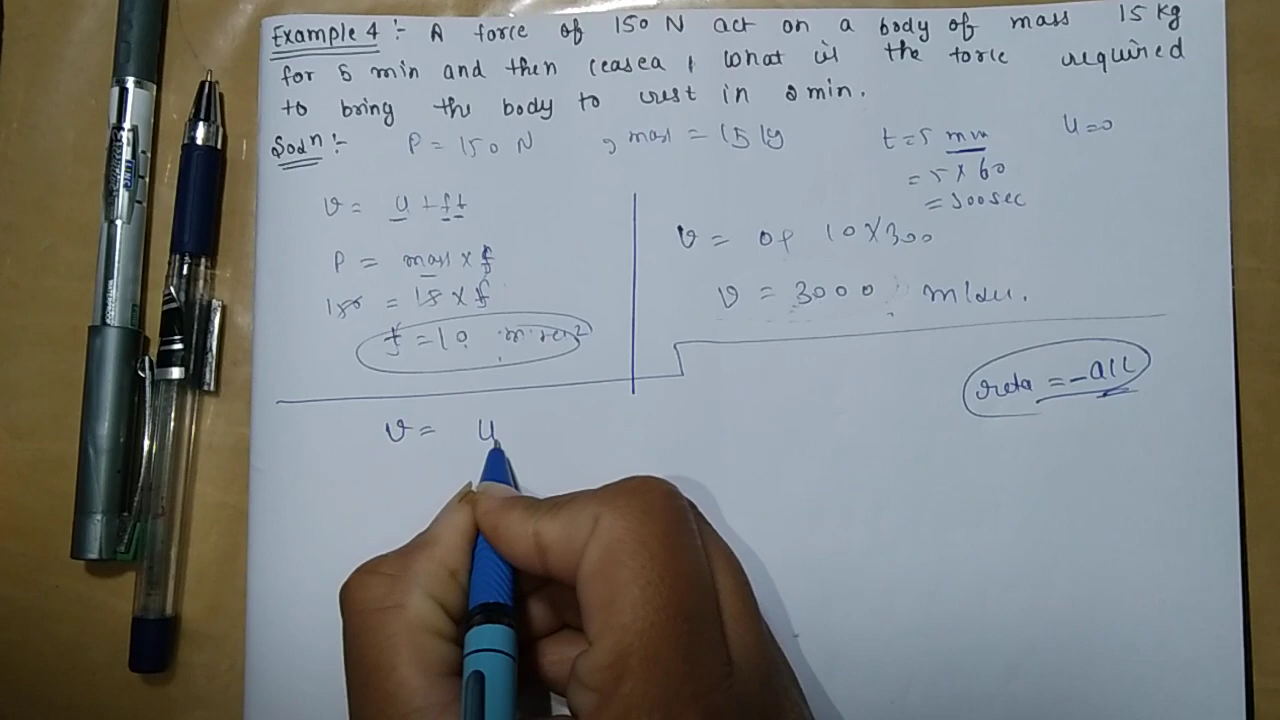 Example 4 :- A force of 150 N act on a body of mass 15 kg
for 5 min and then ceasea , what is the force required
to bring the body to rest in 2 min.
Solⁿ :- P = 150 N , mass = 15 kg t = 5 min u = 0
= 5 × 60
= 300 sec
v = u + ft
v = 0 + 10 × 300
P = mass × f
150 = 15 × f
v = 3000 m/sec.
f = 10 m/sec²
reta = -acc
v = u